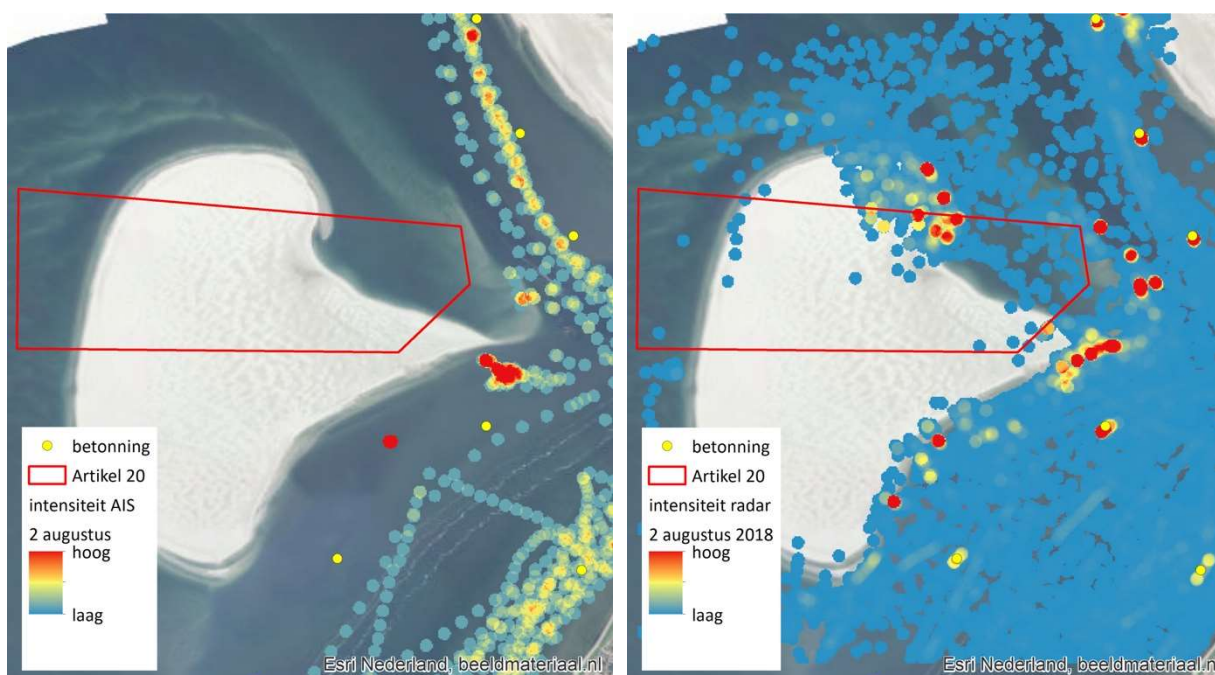 betonning
Artikel 20
intensiteit AIS
2 augustus
hoog
laag
Esri Nederland, beeldmateriaal.nl
betonning
Artikel 20
intensiteit radar
2 augustus 2018
hoog
laag
Esri Nederland, beeldmateriaal.nl